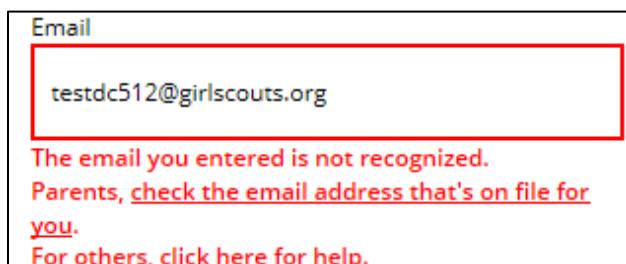 Email
testdc512@girlscouts.org
The email you entered is not recognized.
Parents, check the email address that's on file for
you.
For others, click here for help.